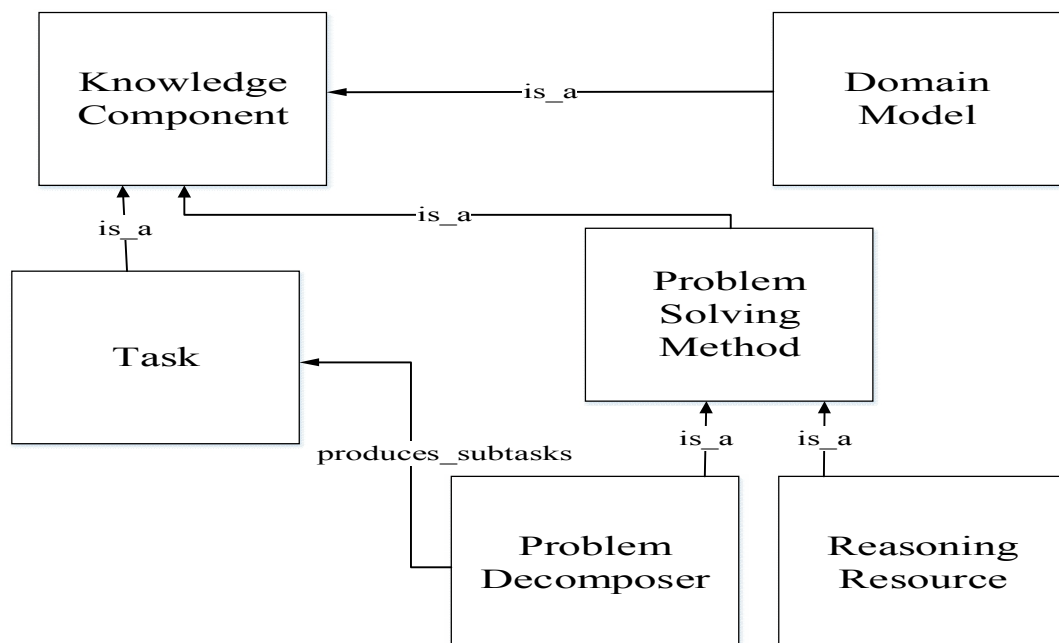 Knowledge
Component
is_a
Domain
Model
is_a
is_a
Task
Problem
Solving
Method
produces_subtasks
is_a
is_a
Problem
Decomposer
Reasoning
Resource